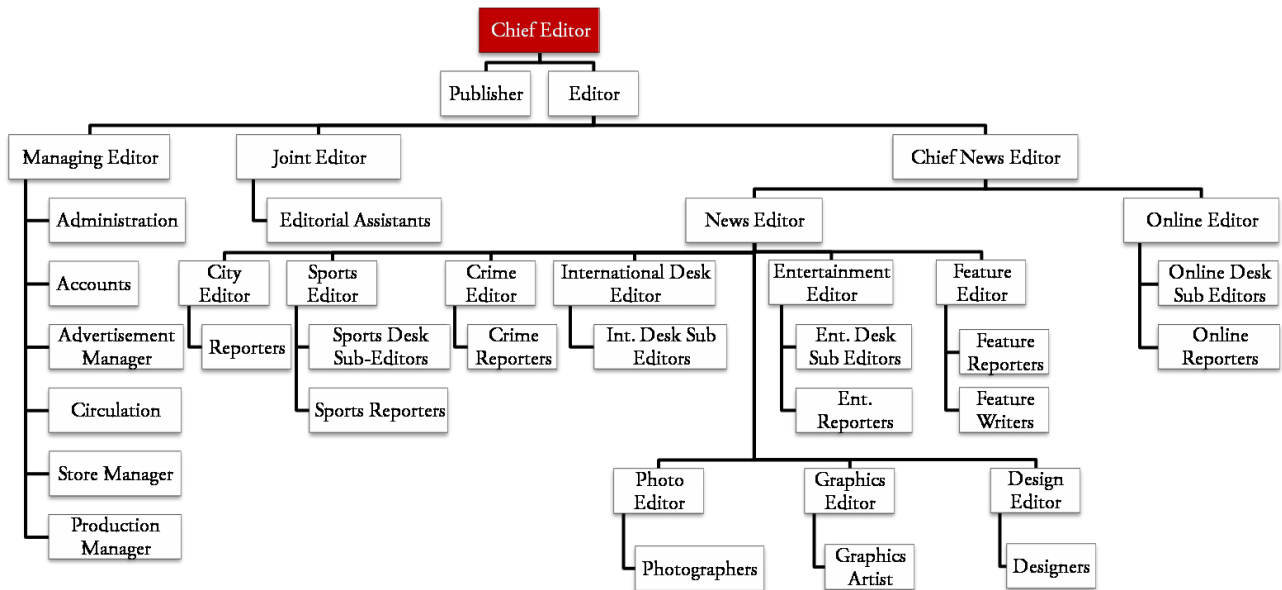 Chief Editor
Publisher
Editor
Managing Editor
Joint Editor
Chief News Editor
Administration
Editorial Assistants
News Editor
Online Editor
Accounts
City
Editor
Sports
Editor
Crime
Editor
International Desk
Editor
Entertainment
Editor
Feature
Editor
Online Desk
Sub Editors
Advertisement
Manager
Reporters
Sports Desk
Sub-Editors
Crime
Reporters
Int. Desk Sub
Editors
Ent. Desk
Sub Editors
Feature
Reporters
Online
Reporters
Circulation
Sports Reporters
Ent.
Reporters
Feature
Writers
Store Manager
Photo
Editor
Graphics
Editor
Design
Editor
Production
Manager
Photographers
Graphics
Artist
Designers